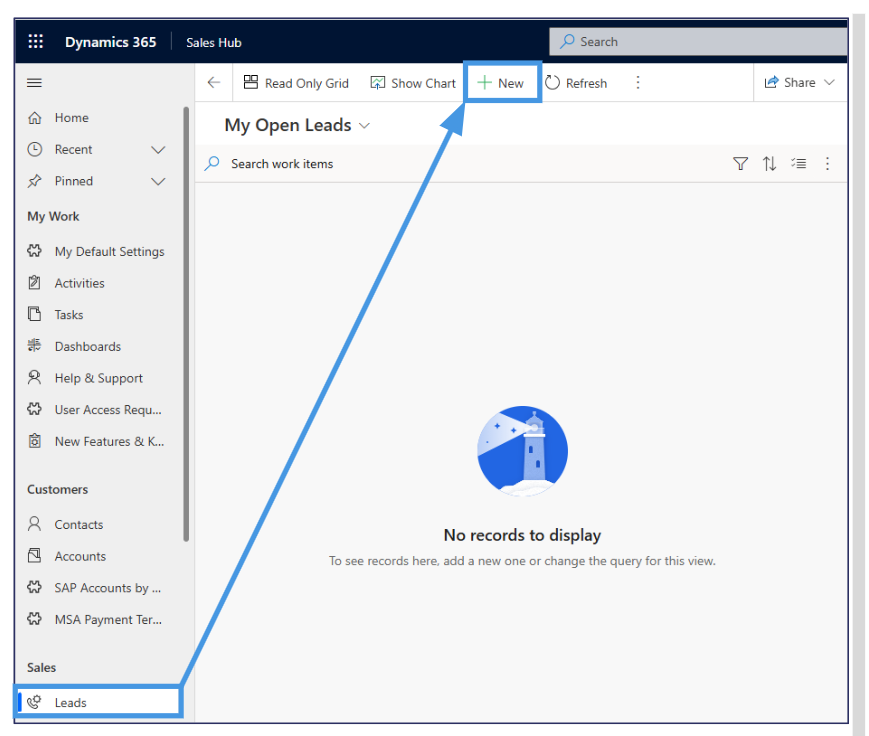 Dynamics 365
Sales Hub
Search
Read Only Grid
Show Chart
New
Refresh
Share
Home
Recent
Pinned
My Open Leads
Search work items
My Work
My Default Settings
Activities
Tasks
Dashboards
Help & Support
User Access Requ...
New Features & K...
Customers
Contacts
Accounts
SAP Accounts by ...
MSA Payment Ter...
Sales
Leads
No records to display
To see records here, add a new one or change the query for this view.